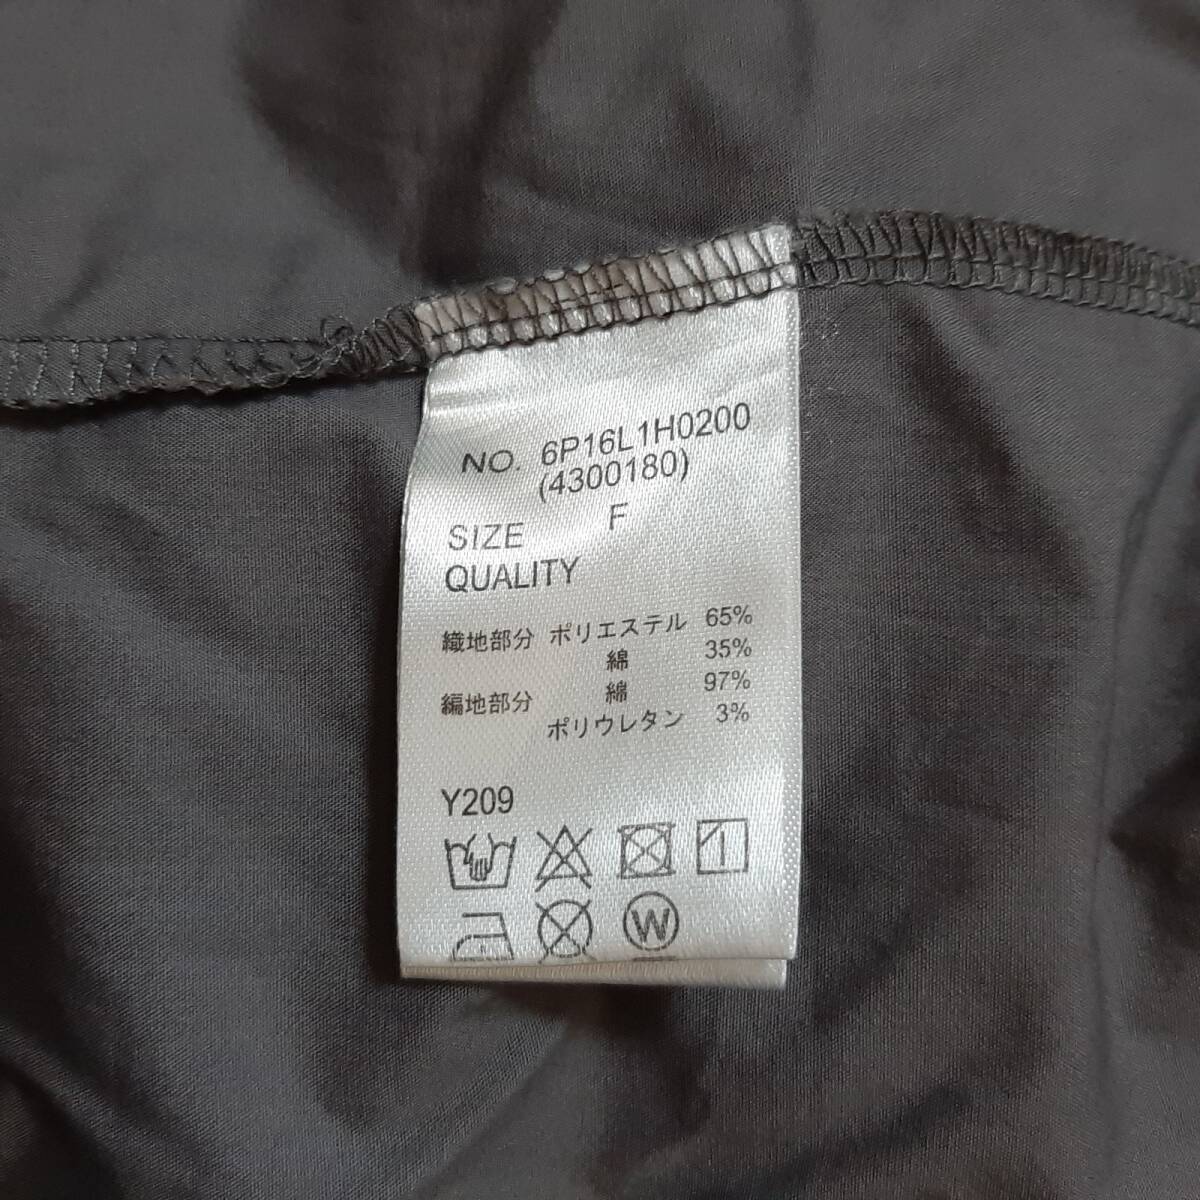 NO. 6P16L1H0200
(4300180)
SIZE F
QUALITY
織地部分 ポリエステル 65%
綿 35%
編地部分 綿 97%
ポリウレタン 3%
Y209
W